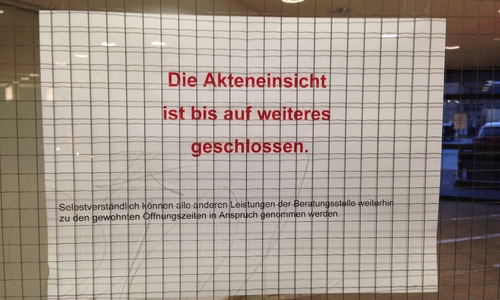 Die Akteneinsicht
ist bis auf weiteres
geschlossen.
Selbstverständlich können alle anderen Leistungen der Beratungsstelle weiterhin
zu den gewohnten Öffnungszeiten in Anspruch genommen werden.